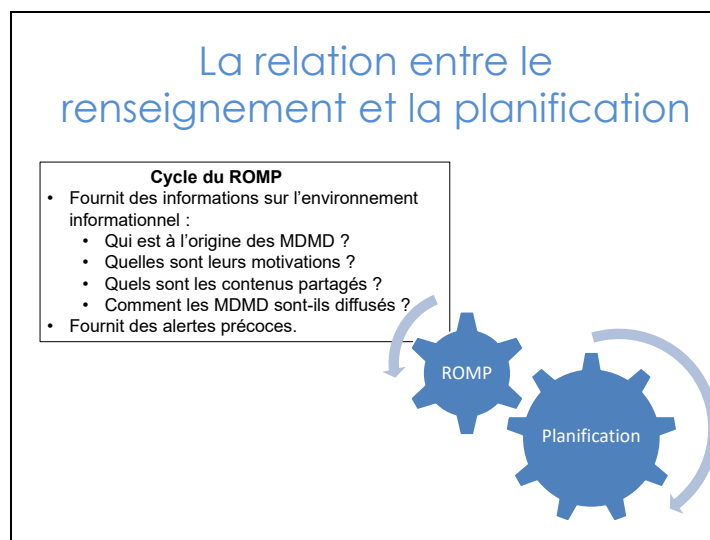 La relation entre le
renseignement et la planification
Cycle du ROMP
• Fournit des informations sur l’environnement
informationnel :
• Qui est à l’origine des MDMD ?
• Quelles sont leurs motivations ?
• Quels sont les contenus partagés ?
• Comment les MDMD sont-ils diffusés ?
• Fournit des alertes précoces.
ROMP
Planification